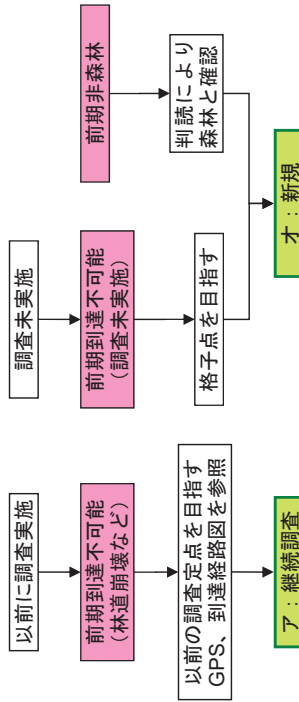 以前に調査実施
前期到達不可能
（林道崩壊など）
以前の調査定点を目指す
GPS、到達経路図を参照
ア：継続調査
調査未実施
前期到達不可能
（調査未実施）
格子点を目指す
前期非森林
判読により
森林と確認
オ：新規